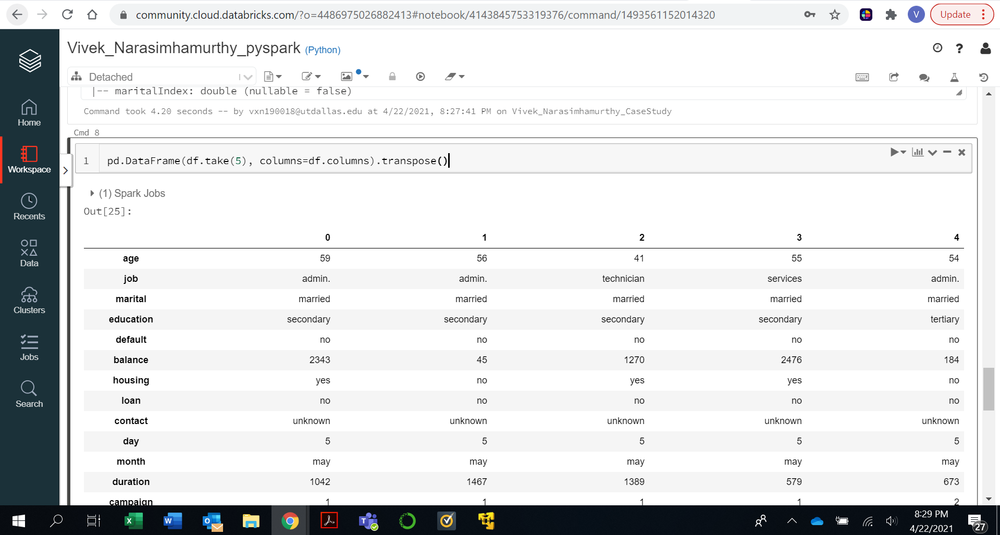 community.cloud.databricks.com/?o=4486975026882413#notebook/4143845753319376/command/1493561152014320
V
Update
Vivek_Narasimhamurthy_pyspark (Python)
?
Detached
|-- maritalIndex: double (nullable = false)
Command took 4.20 seconds -- by vxn190018@utdallas.edu at 4/22/2021, 8:27:41 PM on Vivek_Narasimhamurthy_CaseStudy
Home
Workspace
Recents
Data
Clusters
Jobs
Search
Cmd 8
1 pd.DataFrame(df.take(5), columns=df.columns).transpose()
(1) Spark Jobs
Out[25]:
0 1 2 3 4
age 59 56 41 55 54
job admin. admin. technician services admin.
marital married married married married married
education secondary secondary secondary secondary tertiary
default no no no no no
balance 2343 45 1270 2476 184
housing yes no yes yes no
loan no no no no no
contact unknown unknown unknown unknown unknown
day 5 5 5 5 5
month may may may may may
duration 1042 1467 1389 579 673
campaign 1 1 1 1 2
8:29 PM
4/22/2021
27